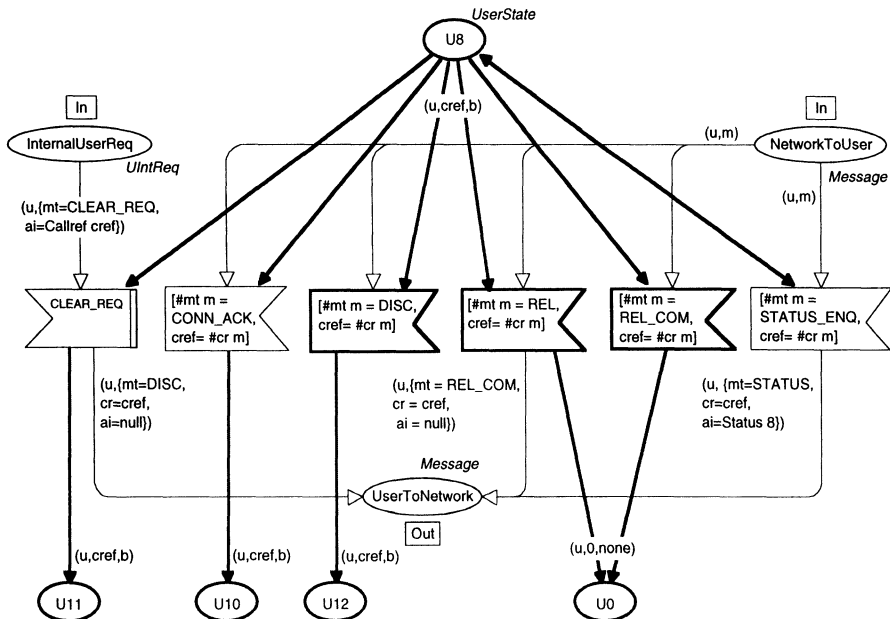 UserState
U8
In
In
(u,cref,b)
InternalUserReq
(u,m)
NetworkToUser
UIntReq
Message
(u,{mt=CLEAR_REQ,
ai=Callref cref})
(u,m)
CLEAR_REQ
[#mt m =
CONN_ACK,
cref= #cr m]
[#mt m = DISC,
cref= #cr m]
[#mt m = REL,
cref= #cr m]
[#mt m =
REL_COM,
cref= #cr m]
[#mt m =
STATUS_ENQ,
cref= #cr m]
(u,{mt=DISC,
cr=cref,
ai=null})
(u,{mt = REL_COM,
cr = cref,
ai = null})
(u, {mt=STATUS,
cr=cref,
ai=Status 8})
Message
UserToNetwork
Out
(u,cref,b)
(u,cref,b)
(u,cref,b)
(u,0,none)
U11
U10
U12
U0